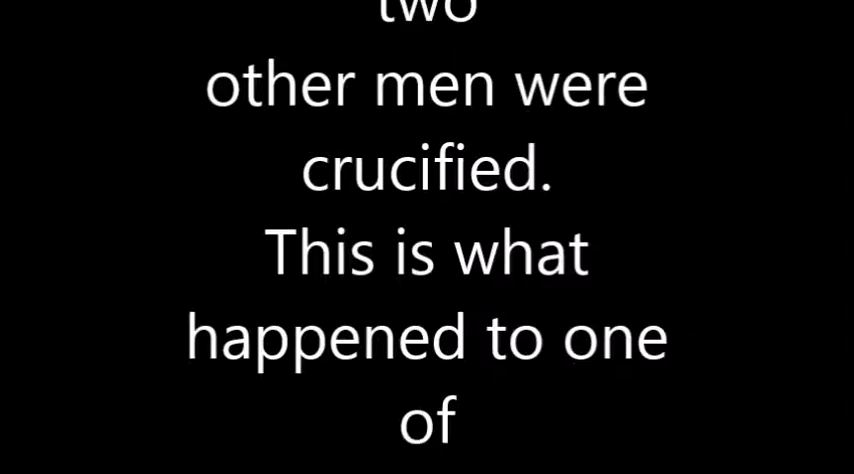 two
other men were
crucified.
This is what
happened to one
of